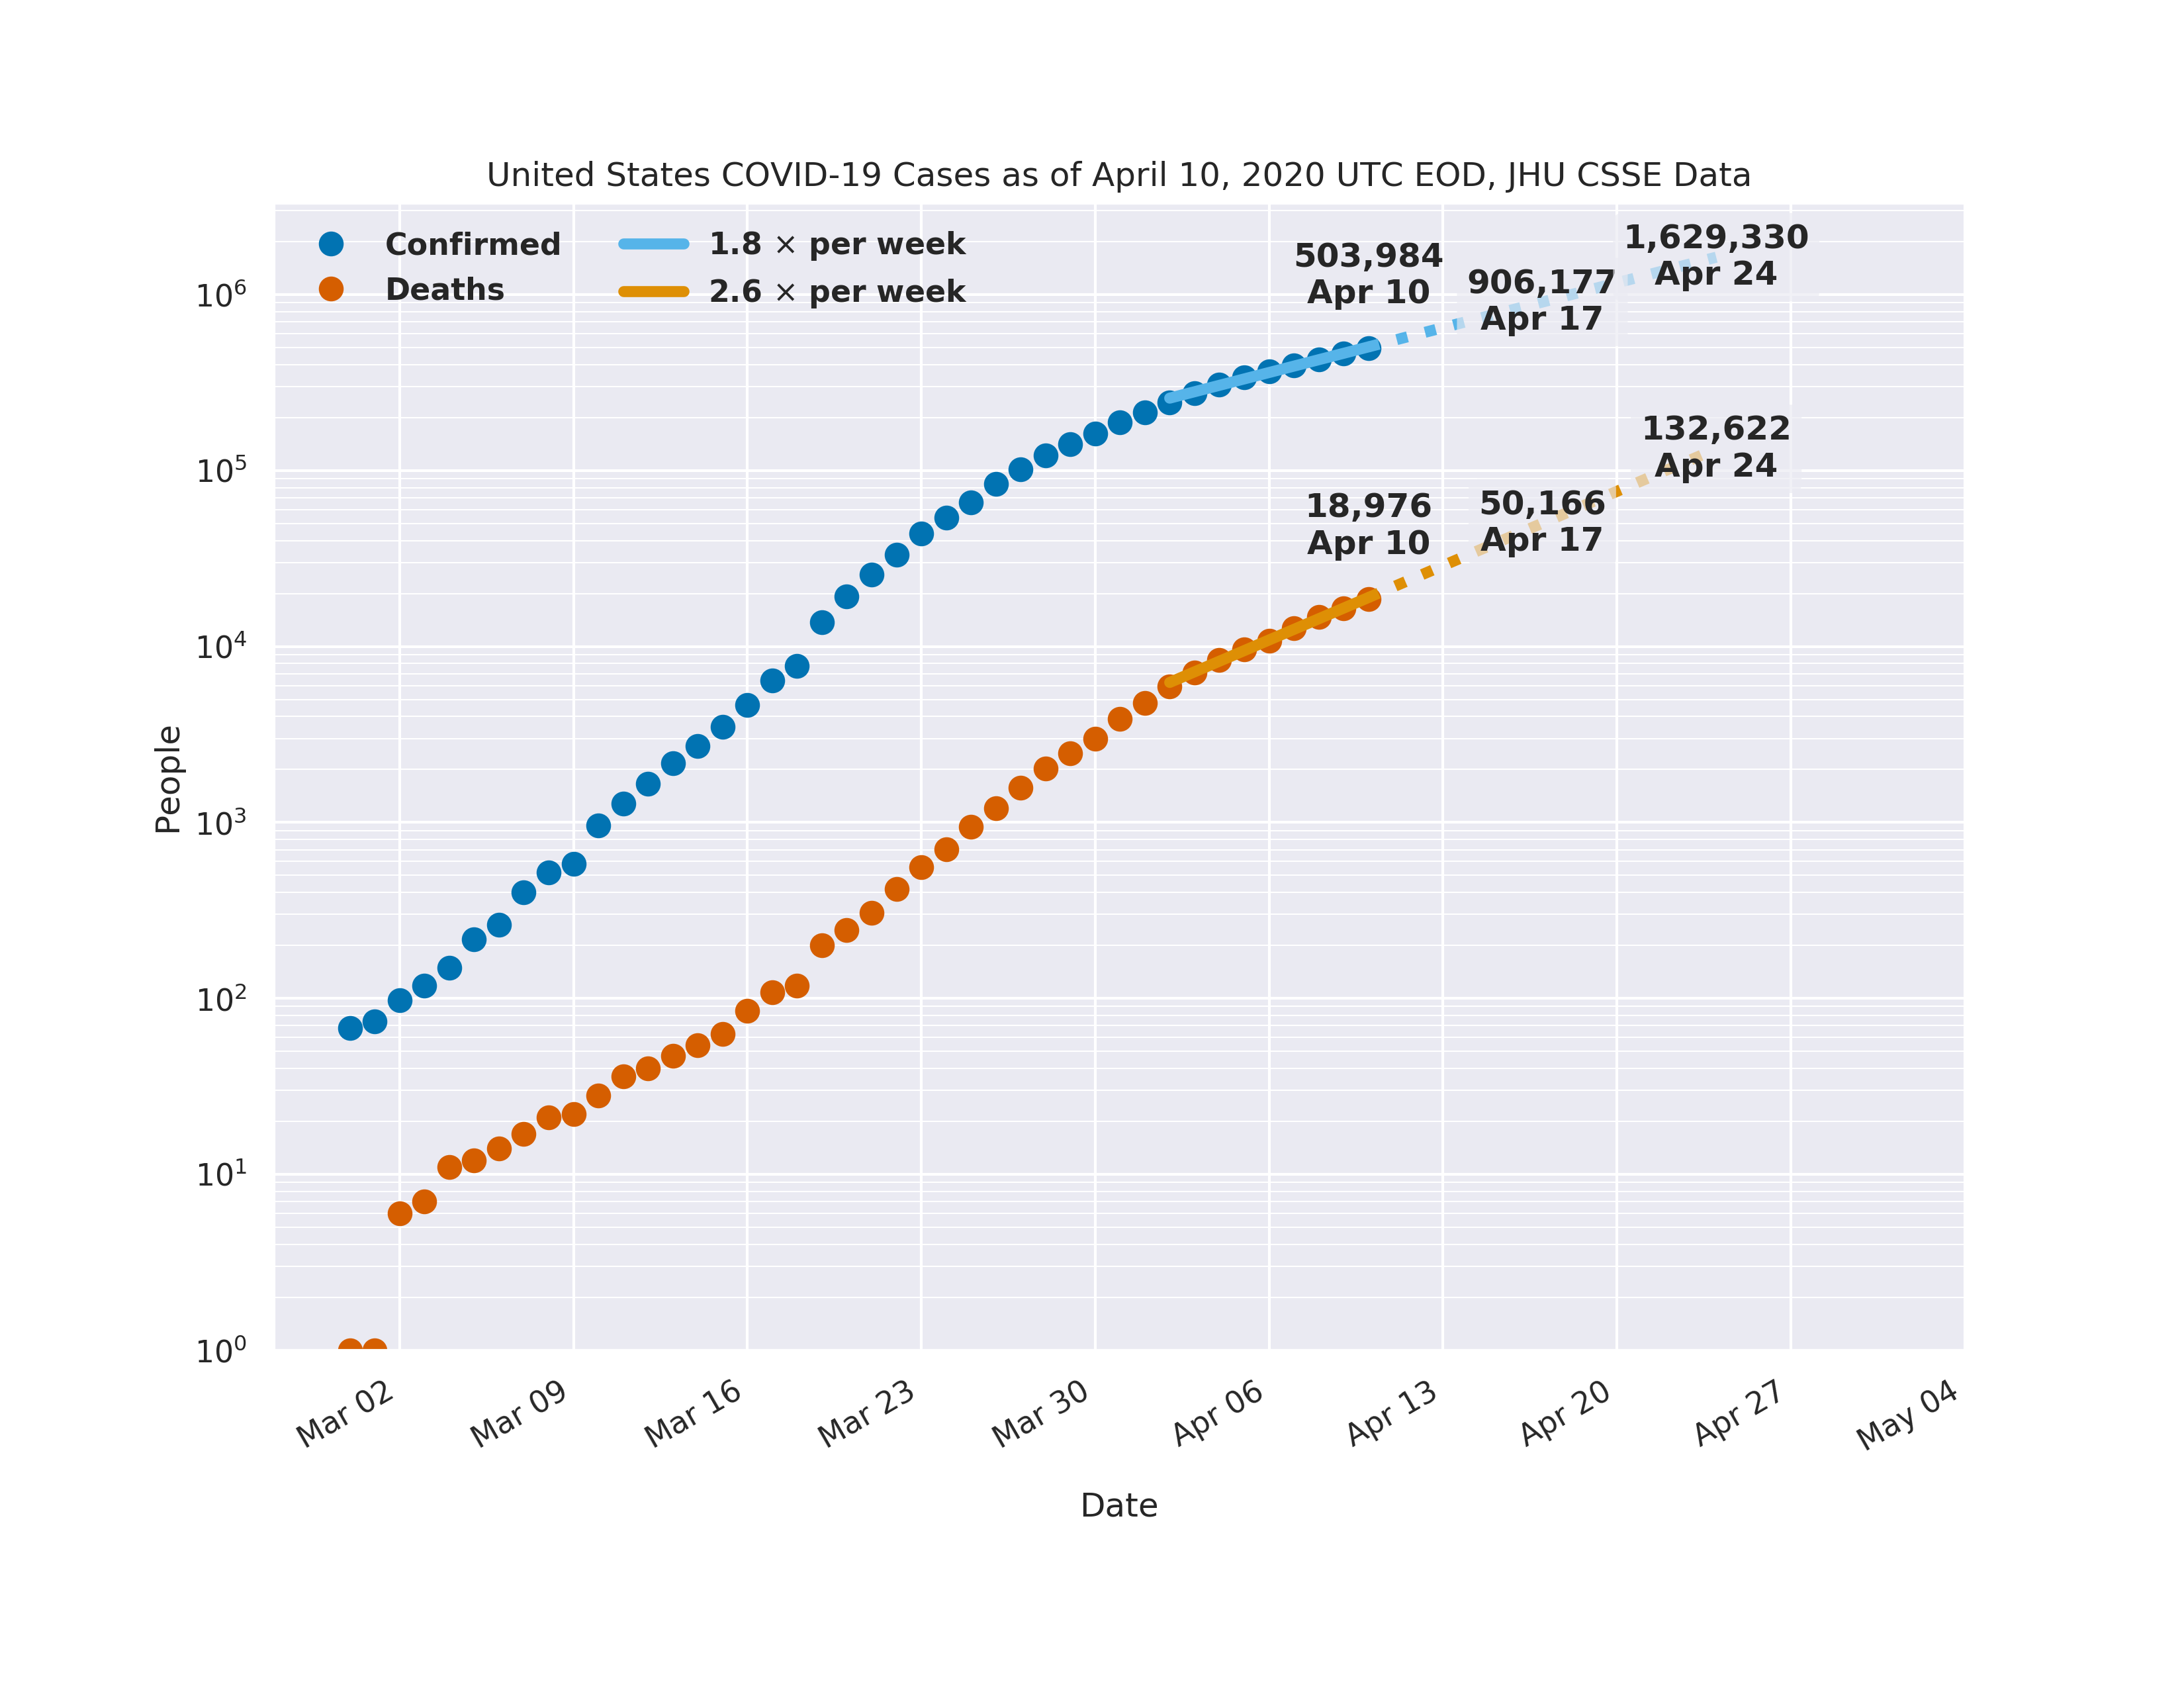 United States COVID-19 Cases as of April 10, 2020 UTC EOD, JHU CSSE Data
Confirmed
Deaths
1.8 × per week
2.6 × per week
503,984
Apr 10
906,177
Apr 17
1,629,330
Apr 24
18,976
Apr 10
50,166
Apr 17
132,622
Apr 24
People
10⁶
10⁵
10⁴
10³
10²
10¹
10⁰
Mar 02
Mar 09
Mar 16
Mar 23
Mar 30
Apr 06
Apr 13
Apr 20
Apr 27
May 04
Date